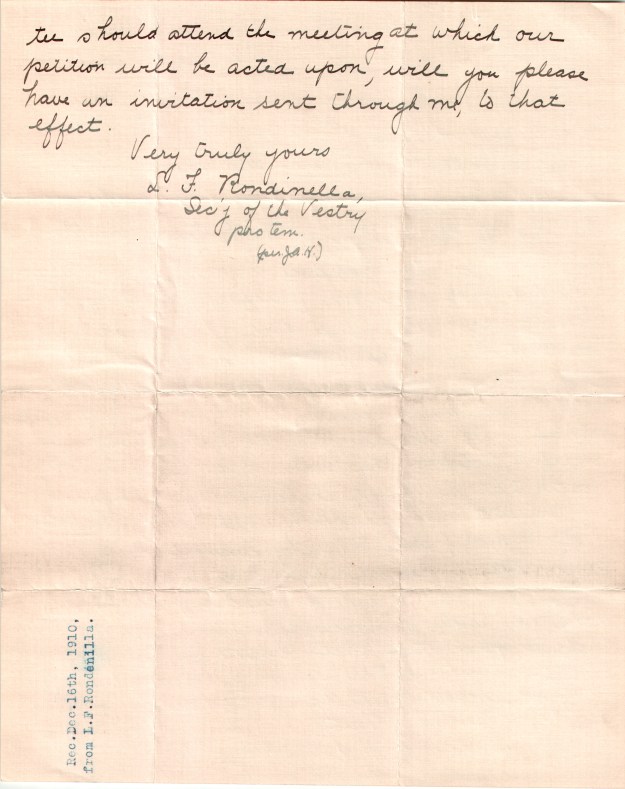 tee should attend the meeting at which our
petition will be acted upon, will you please
have an invitation sent through me, to that
effect.
Very truly yours
L. F. Rondinella,
Sec'y of the Vestry
pro tem.
(per J.A.K.)
Rec.Dec.16th, 1910,
from L.F.Rondenilla.